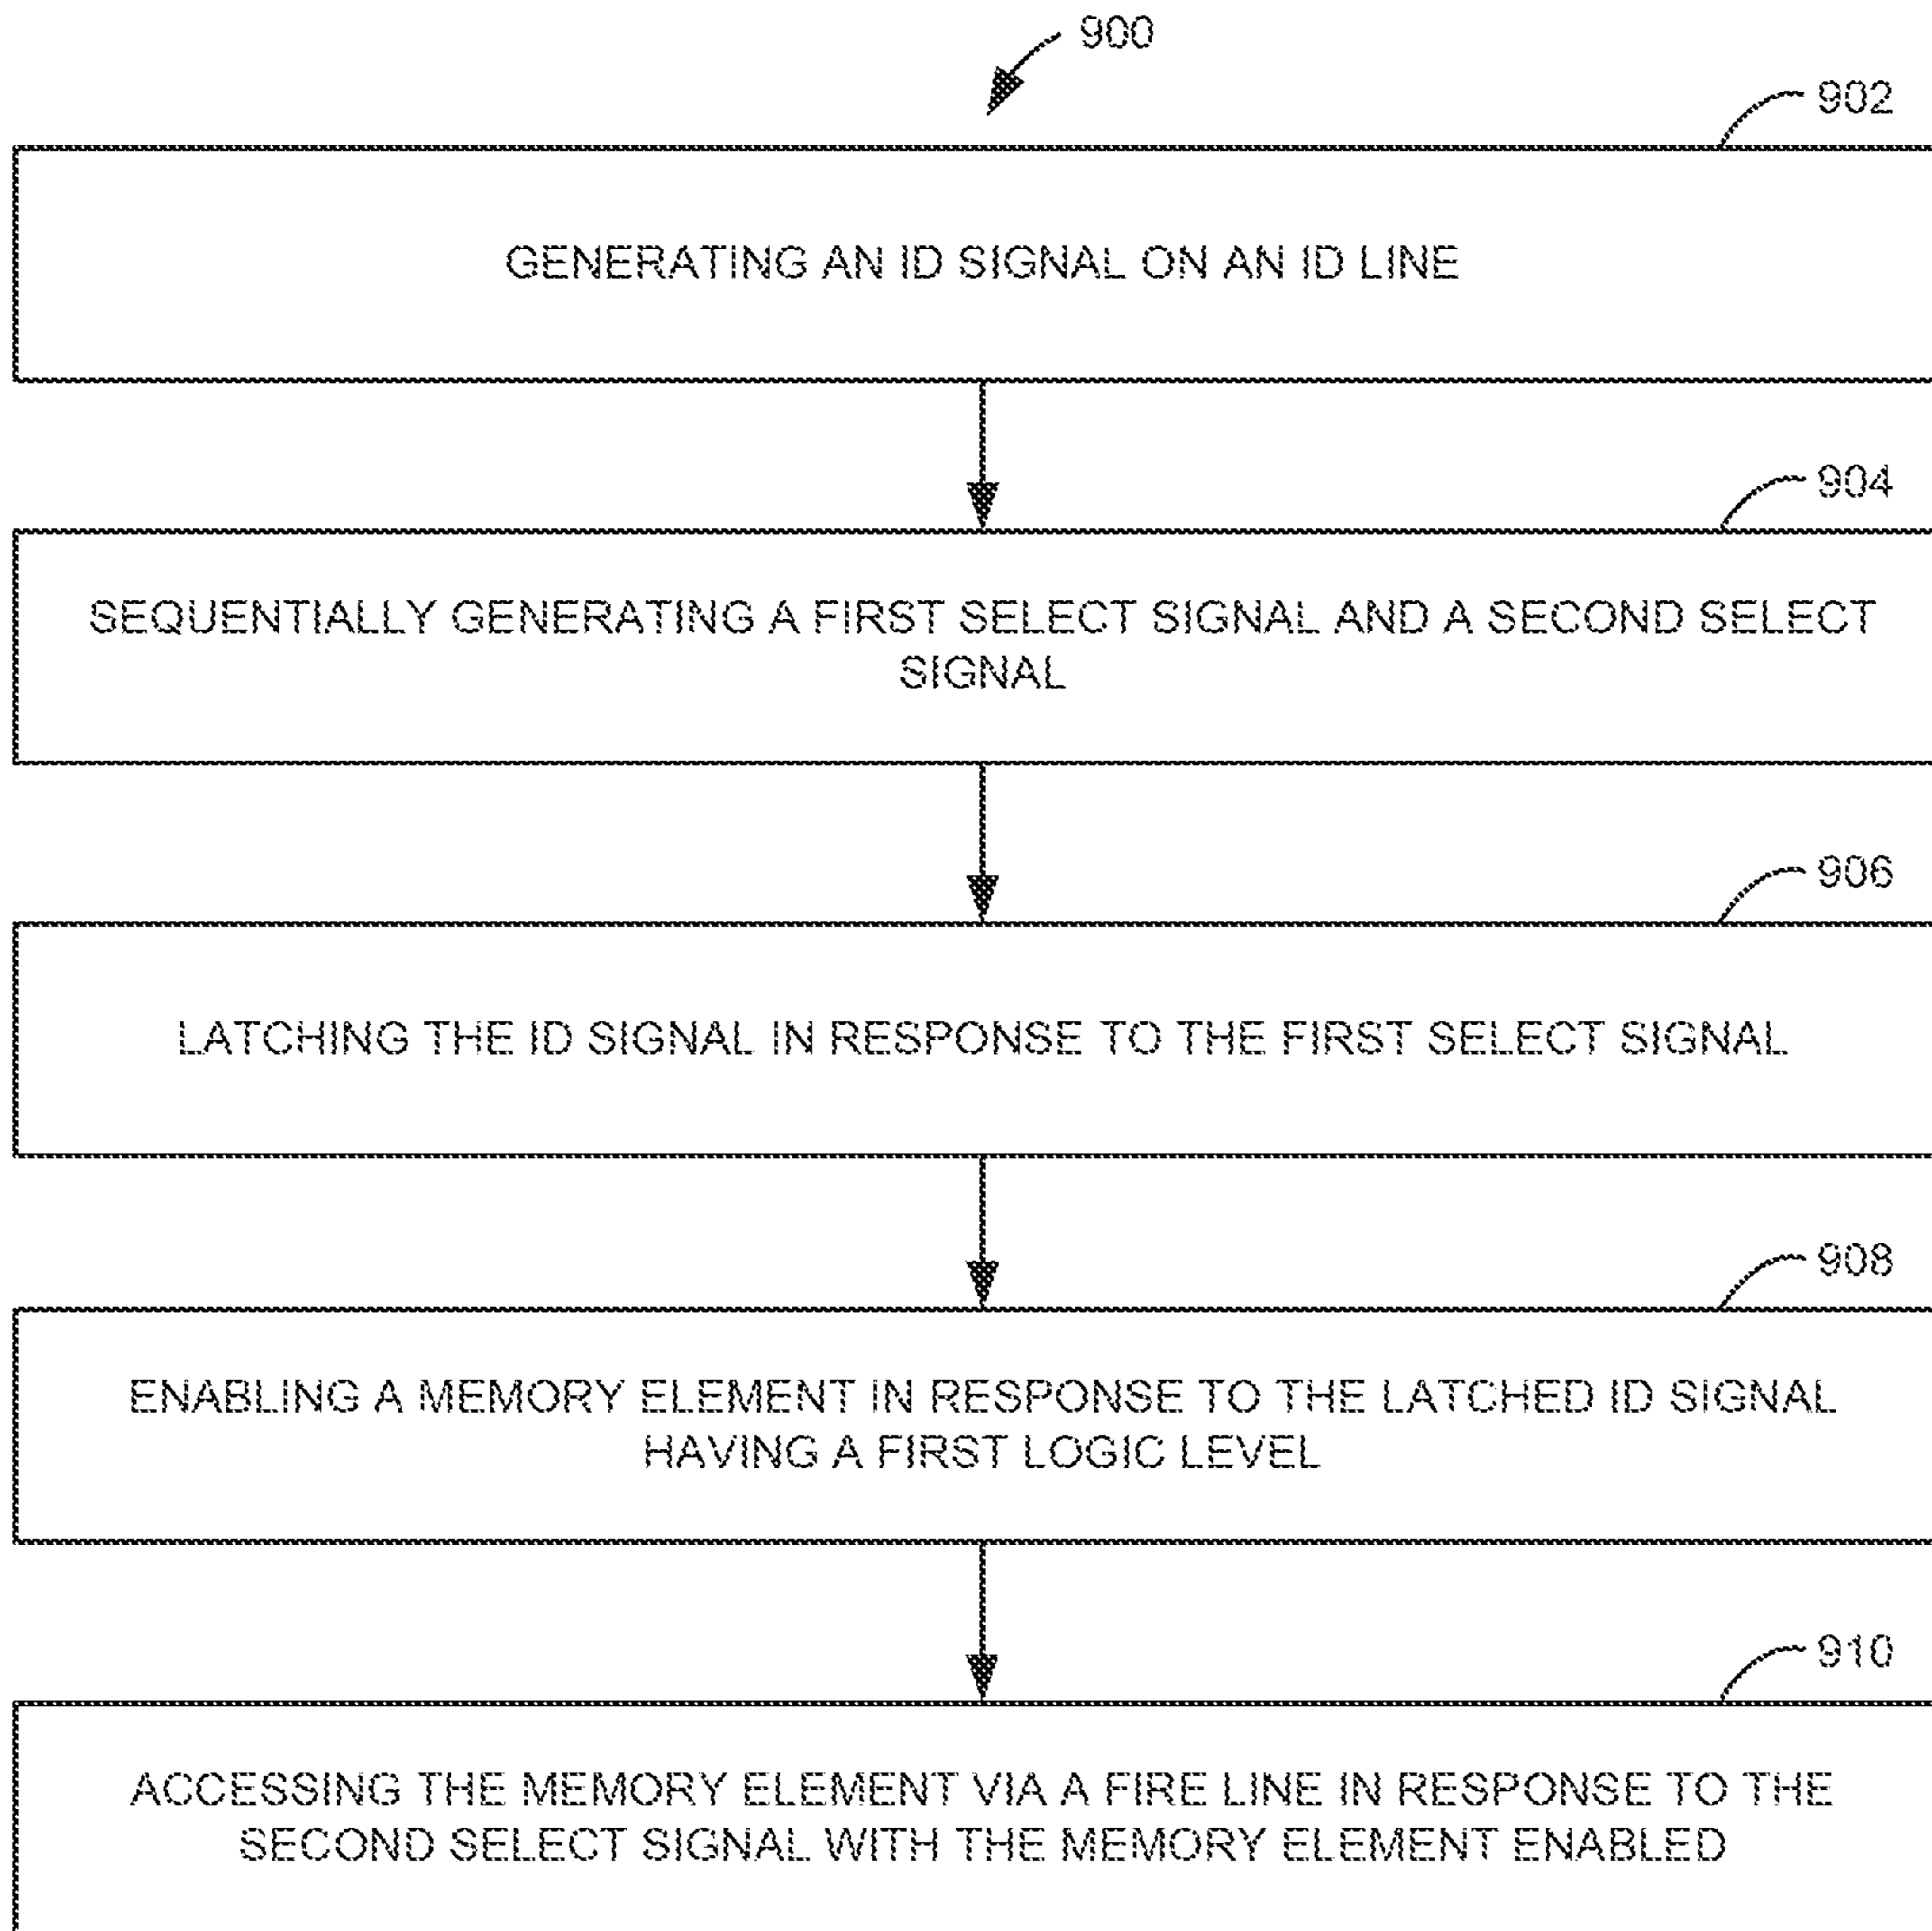 900
902
GENERATING AN ID SIGNAL ON AN ID LINE
904
SEQUENTIALLY GENERATING A FIRST SELECT SIGNAL AND A SECOND SELECT
SIGNAL
906
LATCHING THE ID SIGNAL IN RESPONSE TO THE FIRST SELECT SIGNAL
908
ENABLING A MEMORY ELEMENT IN RESPONSE TO THE LATCHED ID SIGNAL
HAVING A FIRST LOGIC LEVEL
910
ACCESSING THE MEMORY ELEMENT VIA A FIRE LINE IN RESPONSE TO THE
SECOND SELECT SIGNAL WITH THE MEMORY ELEMENT ENABLED